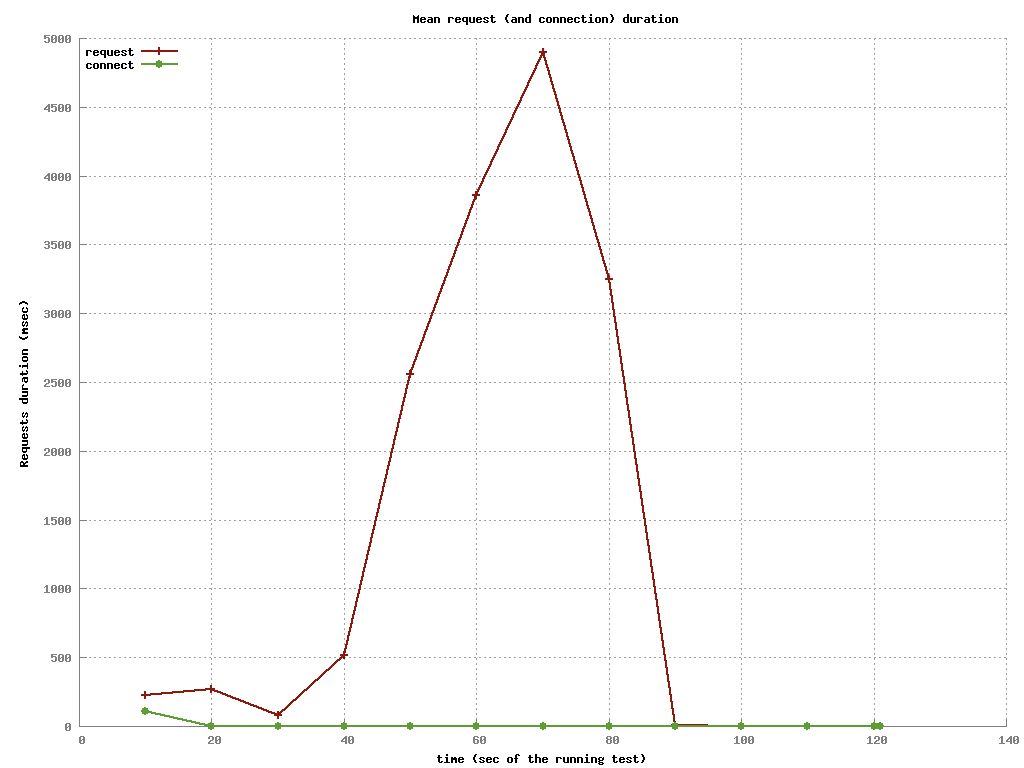 Mean request (and connection) duration
request
connect
5000
4500
4000
3500
3000
2500
2000
1500
1000
500
0
Requests duration (msec)
0 20 40 60 80 100 120 140
time (sec of the running test)